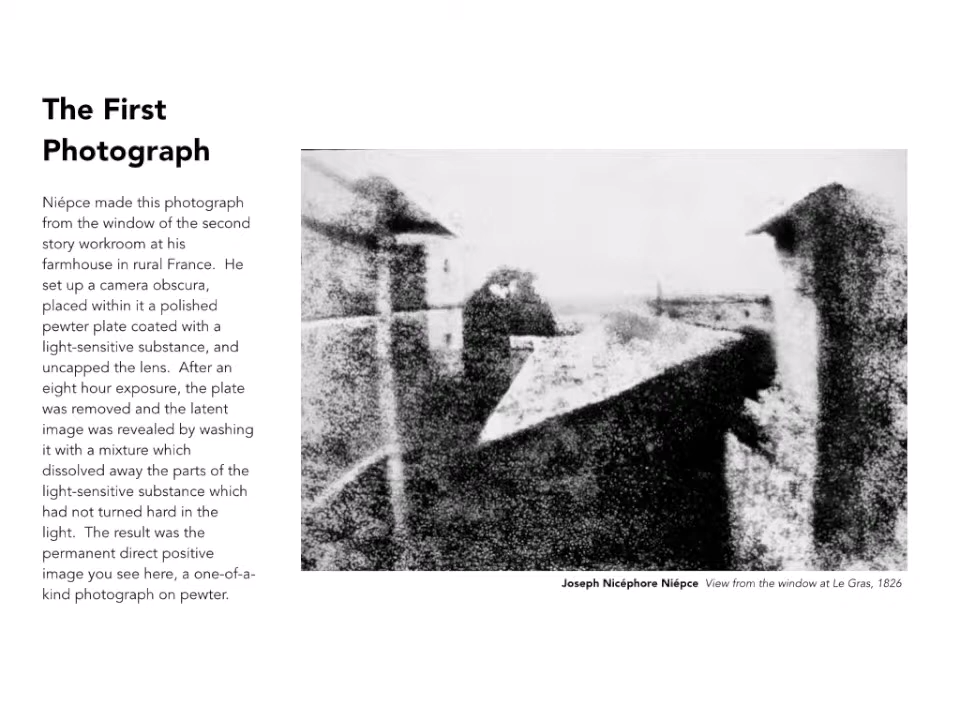 The First
Photograph
Niépce made this photograph
from the window of the second
story workroom at his
farmhouse in rural France.  He
set up a camera obscura,
placed within it a polished
pewter plate coated with a
light-sensitive substance, and
uncapped the lens.  After an
eight hour exposure, the plate
was removed and the latent
image was revealed by washing
it with a mixture which
dissolved away the parts of the
light-sensitive substance which
had not turned hard in the
light.  The result was the
permanent direct positive
image you see here, a one-of-a-
kind photograph on pewter.
Joseph Nicéphore Niépce  View from the window at Le Gras, 1826